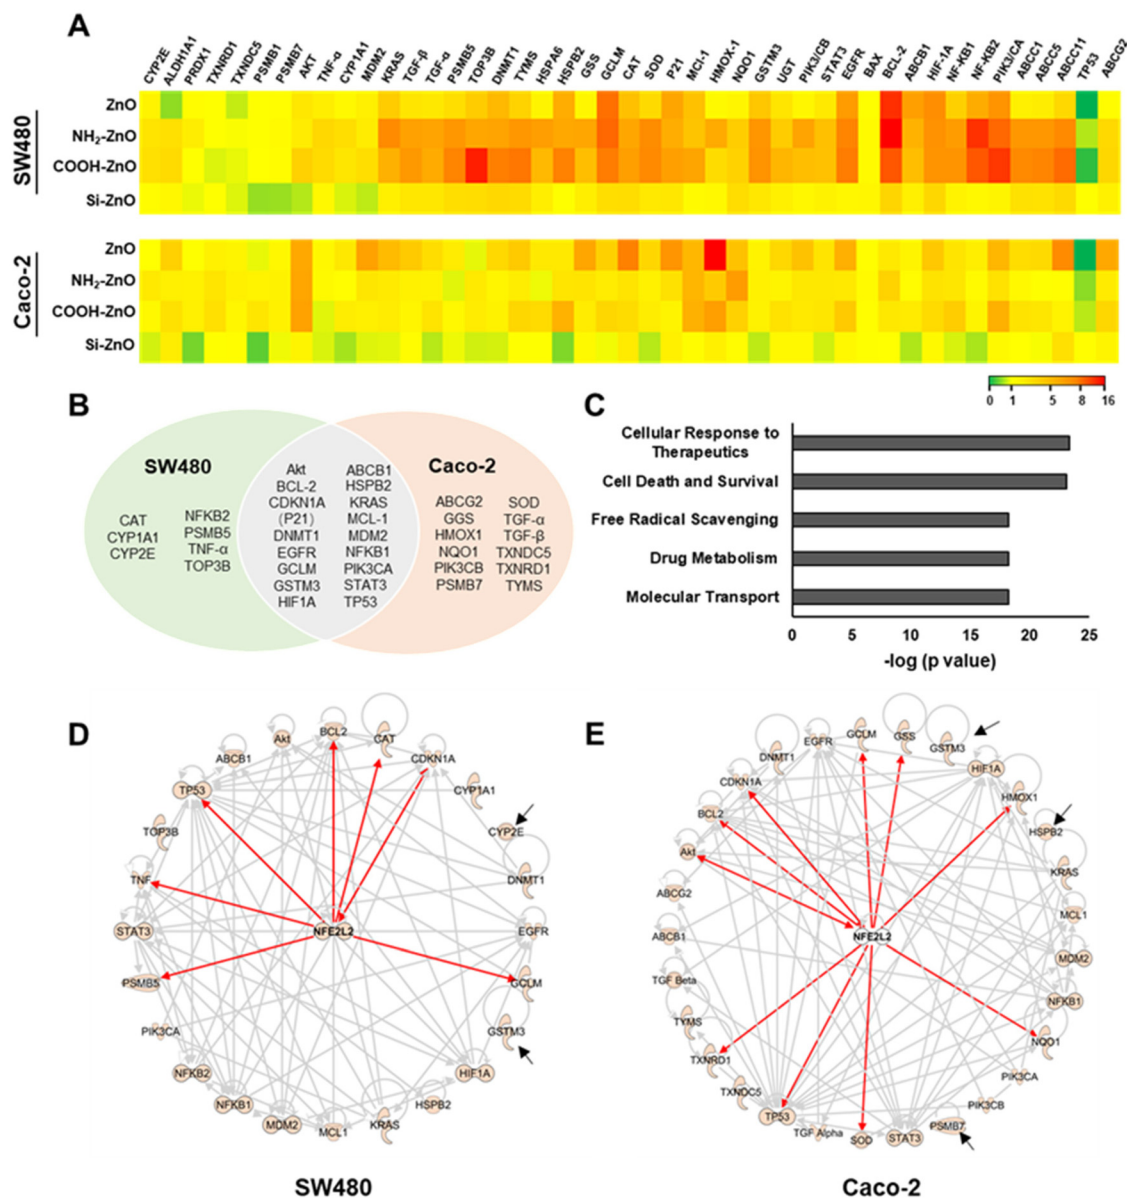 A
CYP2E ALDH1A1 PRDX1 TXNRD1 TXNDC5 PSMB1 PSMB7 AKT TNF-α CYP1A1 MDM2 KRAS TGF-β TGF-α PSMB5 TOP3B DNMT1 TYMS HSPA6 HSPB2 GSS GCLM CAT SOD P21 MCl-1 HMOX-1 NQO1 GSTM3 UGT PIK3/CB STAT3 EGFR BAX BCL-2 ABCB1 HIF-1A NF-KB1 NF-KB2 PIK3/CA ABCC1 ABCC5 ABCC11 TP53 ABCG2
SW480
ZnO
NH₂-ZnO
COOH-ZnO
Si-ZnO
Caco-2
ZnO
NH₂-ZnO
COOH-ZnO
Si-ZnO
0 1 5 8 16
B
SW480
CAT
CYP1A1
CYP2E
NFKB2
PSMB5
TNF-α
TOP3B
Akt
BCL-2
CDKN1A
(P21)
DNMT1
EGFR
GCLM
GSTM3
HIF1A
ABCB1
HSPB2
KRAS
MCL-1
MDM2
NFKB1
PIK3CA
STAT3
TP53
Caco-2
ABCG2
GGS
HMOX1
NQO1
PIK3CB
PSMB7
SOD
TGF-α
TGF-β
TXNDC5
TXNRD1
TYMS
C
Cellular Response to
Therapeutics
Cell Death and Survival
Free Radical Scavenging
Drug Metabolism
Molecular Transport
0 5 10 15 20 25
-log (p value)
D
BCL2
CAT
CDKN1A
CYP1A1
CYP2E
DNMT1
EGFR
GCLM
GSTM3
HIF1A
HSPB2
KRAS
MCL1
MDM2
NFKB1
NFKB2
PIK3CA
PSMB5
STAT3
TNF
TOP3B
TP53
ABCB1
Akt
NFE2L2
SW480
E
GCLM
GSS
GSTM3
HIF1A
HMOX1
HSPB2
KRAS
MCL1
MDM2
NFKB1
NQO1
PIK3CA
PIK3CB
PSMB7
STAT3
SOD
TGF Alpha
TP53
TXNDC5
TXNRD1
TYMS
TGF Beta
ABCB1
ABCG2
Akt
BCL2
CDKN1A
DNMT1
EGFR
NFE2L2
Caco-2